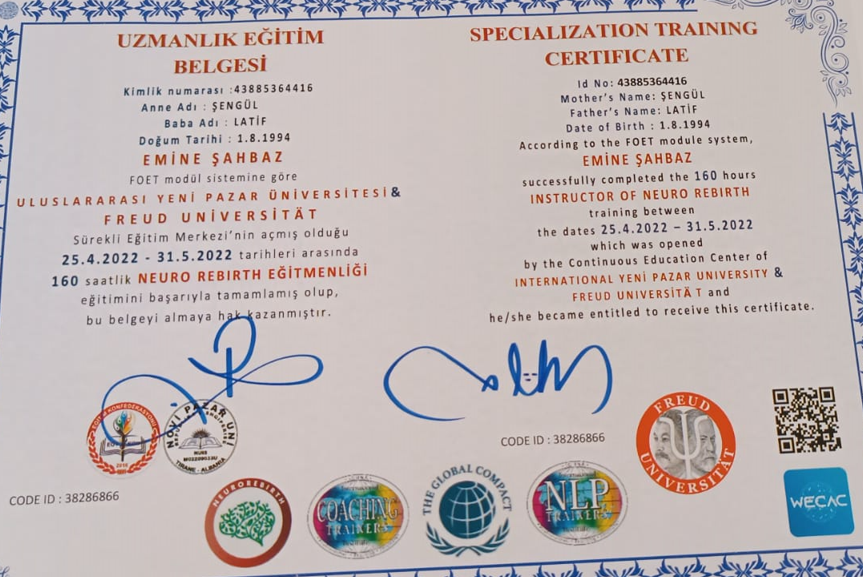 UZMANLIK EĞİTİM
BELGESİ
Kimlik numarası :43885364416
Anne Adı : ŞENGÜL
Baba Adı : LATİF
Doğum Tarihi : 1.8.1994
EMİNE ŞAHBAZ
FOET modül sistemine göre
ULUSLARARASI YENİ PAZAR ÜNİVERSİTESİ&
FREUD UNIVERSITÄT
Sürekli Eğitim Merkezi'nin açmış olduğu
25.4.2022 - 31.5.2022 tarihleri arasında
160 saatlik NEURO REBIRTH EĞİTMENLİĞİ
eğitimini başarıyla tamamlamış olup,
bu belgeyi almaya hak kazanmıştır.
SPECIALIZATION TRAINING
CERTIFICATE
Id No: 43885364416
Mother's Name: ŞENGÜL
Father's Name: LATİF
Date of Birth : 1.8.1994
According to the FOET module system,
EMİNE ŞAHBAZ
successfully completed the 160 hours
INSTRUCTOR OF NEURO REBIRTH
training between
the dates 25.4.2022 – 31.5.2022
which was opened
by the Continuous Education Center of
INTERNATIONAL YENİ PAZAR UNIVERSITY &
FREUD UNIVERSITÄT and
he/she became entitled to receive this certificate.
NOVI PAZAR UNI
TIRANE - ALBANIA
CODE ID : 38286866
CODE ID : 38286866
FREUD
UNIVERSITÄT
NEUROREBIRTH
COACHING
TRAINERS
THE GLOBAL COMPACT
NLP
TRAINERS
WECAC